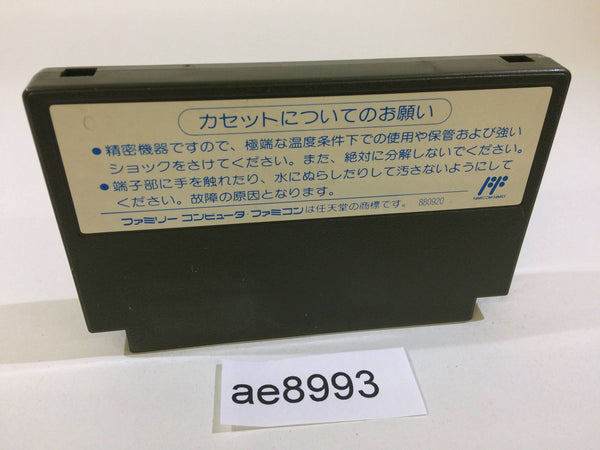 カセットについてのお願い
●精密機器ですので、極端な温度条件下での使用や保管および強い
ショックをさけてください。また、絶対に分解しないでください。
●端子部に手を触れたり、水にぬらしたりして汚さないようにして
ください。故障の原因となります。
ファミリー コンピュータ・ファミコンは任天堂の商標です。 880920
ae8993